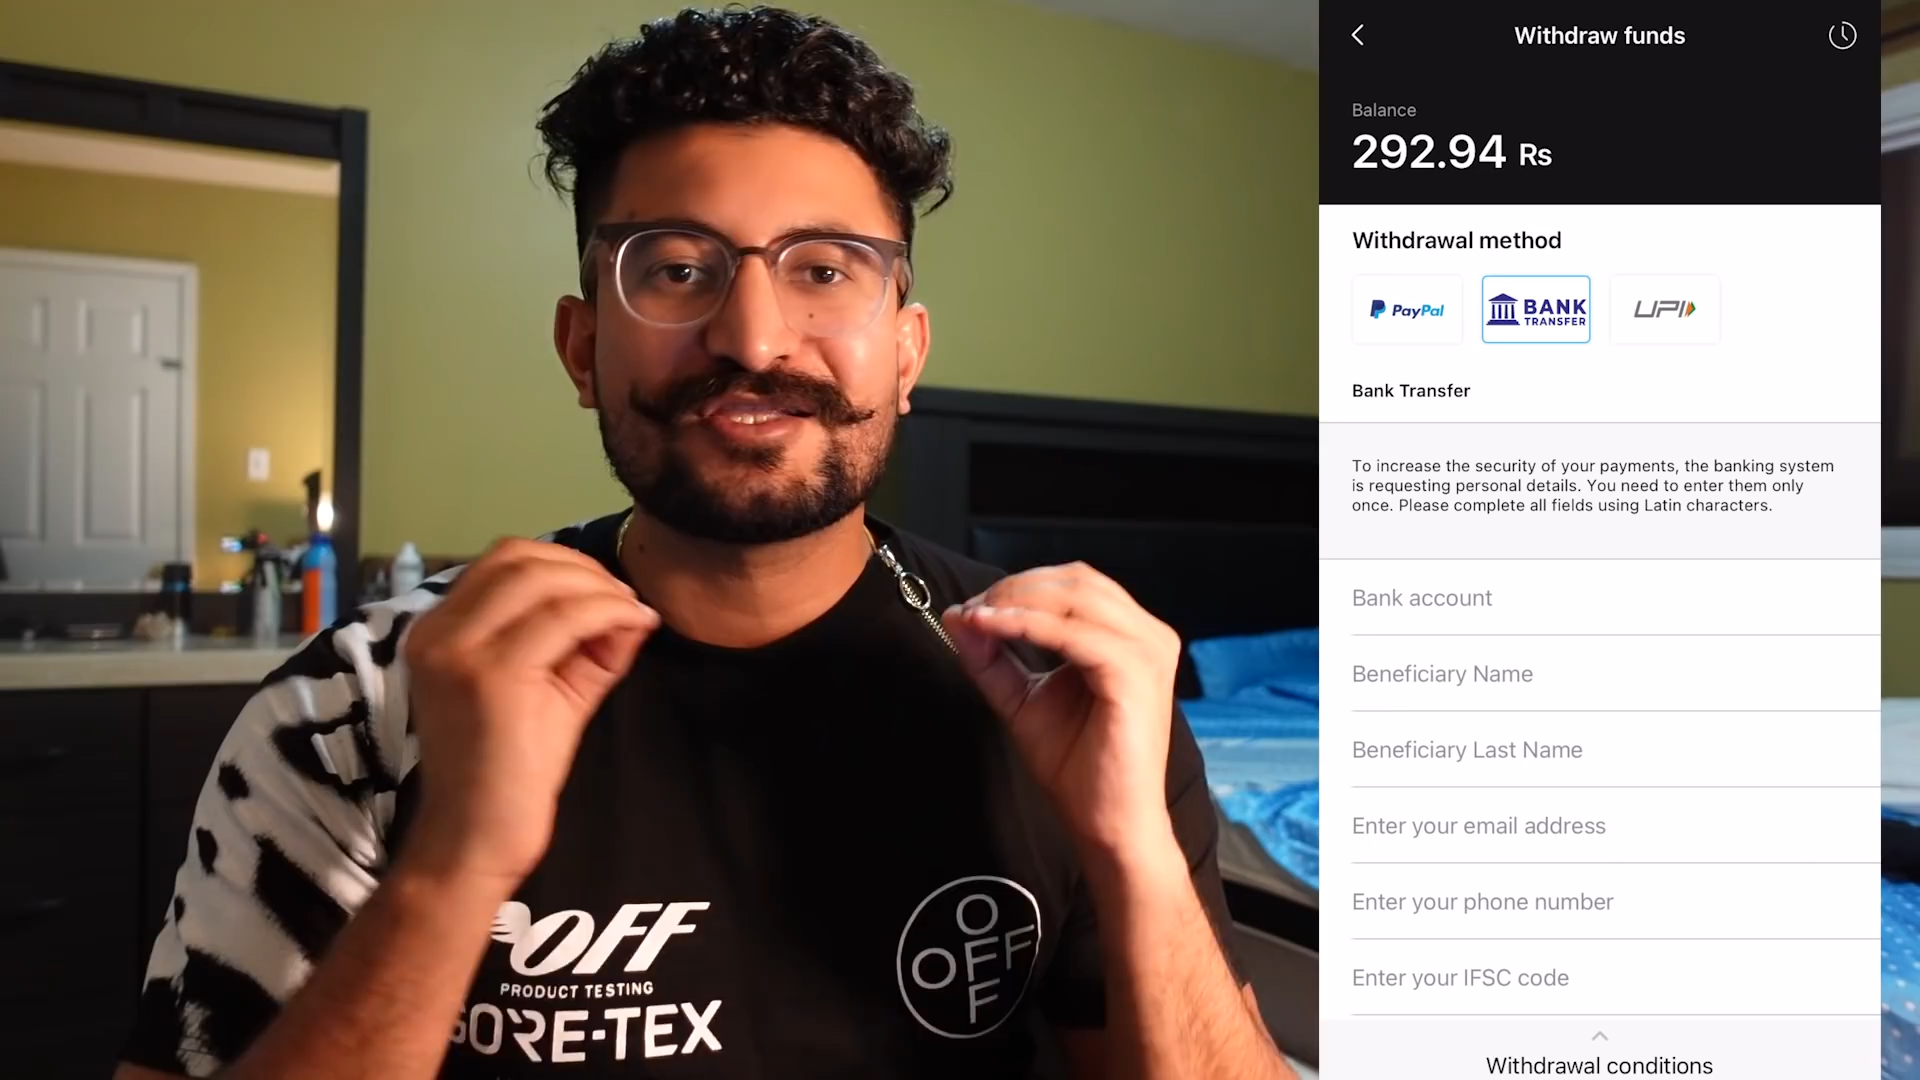 Withdraw funds
Balance
292.94 Rs
Withdrawal method
PayPal
BANK
TRANSFER
UPI
Bank Transfer
To increase the security of your payments, the banking system
is requesting personal details. You need to enter them only
once. Please complete all fields using Latin characters.
Bank account
Beneficiary Name
Beneficiary Last Name
Enter your email address
Enter your phone number
Enter your IFSC code
Withdrawal conditions
OFF
PRODUCT TESTING
GORE-TEX
O
OFF
F